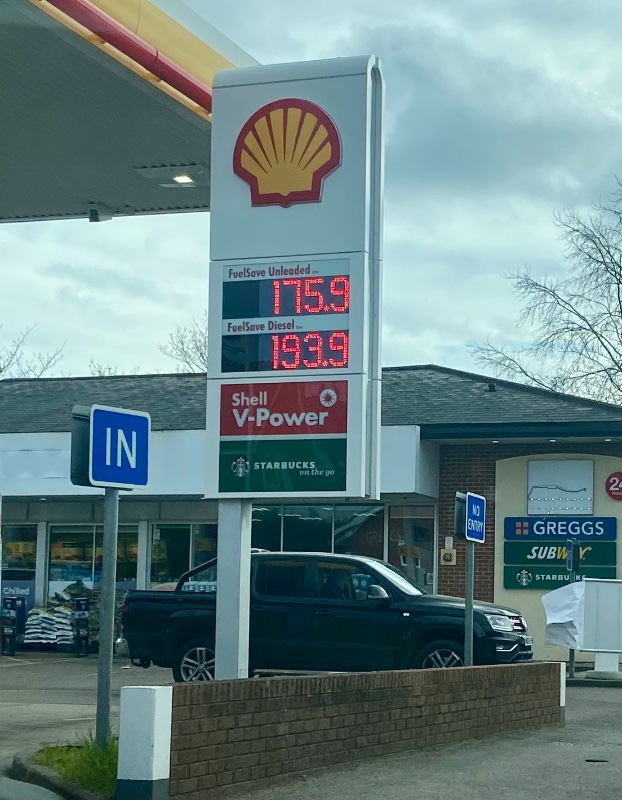 FuelSave Unleaded
175.9
FuelSave Diesel
193.9
Shell
V-Power
STARBUCKS
on the go
IN
NO
ENTRY
24
GREGGS
SUBWAY
STARBUCKS
Chilled